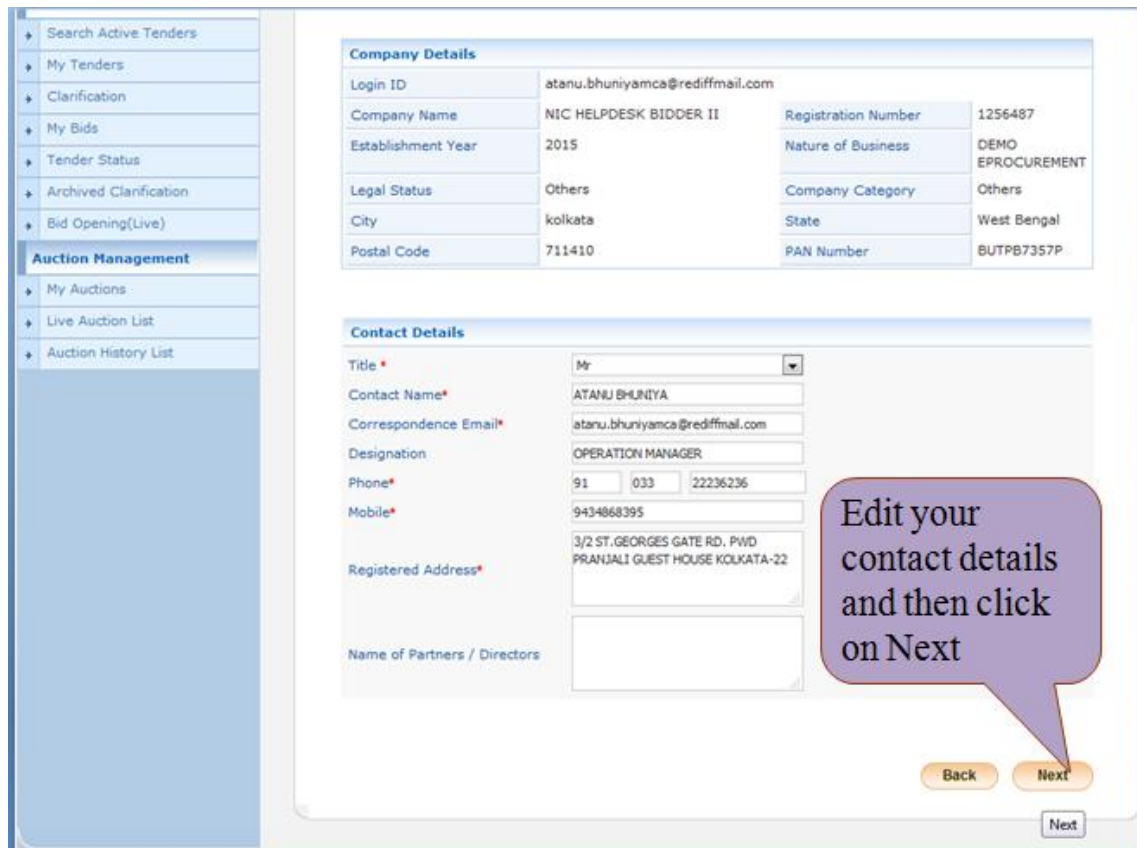 Search Active Tenders
My Tenders
Clarification
My Bids
Tender Status
Archived Clarification
Bid Opening(Live)
Auction Management
My Auctions
Live Auction List
Auction History List
Company Details
Login ID atanu.bhuniyamca@rediffmail.com
Company Name NIC HELPDESK BIDDER II Registration Number 1256487
Establishment Year 2015 Nature of Business DEMO
EPROCUREMENT
Legal Status Others Company Category Others
City kolkata State West Bengal
Postal Code 711410 PAN Number BUTPB7357P
Contact Details
Title * Mr
Contact Name* ATANU BHUNIYA
Correspondence Email* atanu.bhuniyamca@rediffmail.com
Designation OPERATION MANAGER
Phone* 91 033 22236236
Mobile* 9434868395
Registered Address* 3/2 ST.GEORGES GATE RD. PWD
PRANJALI GUEST HOUSE KOLKATA-22
Name of Partners / Directors
Edit your
contact details
and then click
on Next
Back Next
Next